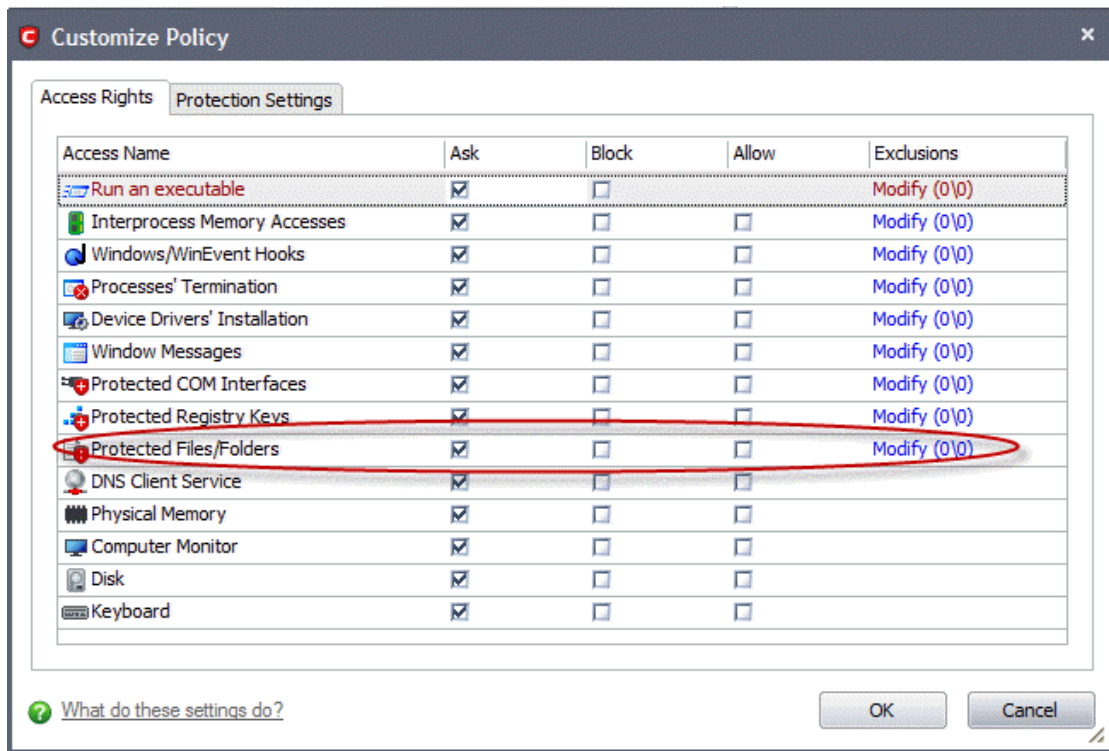 Customize Policy
Access Rights Protection Settings
Access Name Ask Block Allow Exclusions
Run an executable Modify (0\0)
Interprocess Memory Accesses Modify (0\0)
Windows/WinEvent Hooks Modify (0\0)
Processes' Termination Modify (0\0)
Device Drivers' Installation Modify (0\0)
Window Messages Modify (0\0)
Protected COM Interfaces Modify (0\0)
Protected Registry Keys Modify (0\0)
Protected Files/Folders Modify (0\0)
DNS Client Service
Physical Memory
Computer Monitor
Disk
Keyboard
What do these settings do? OK Cancel